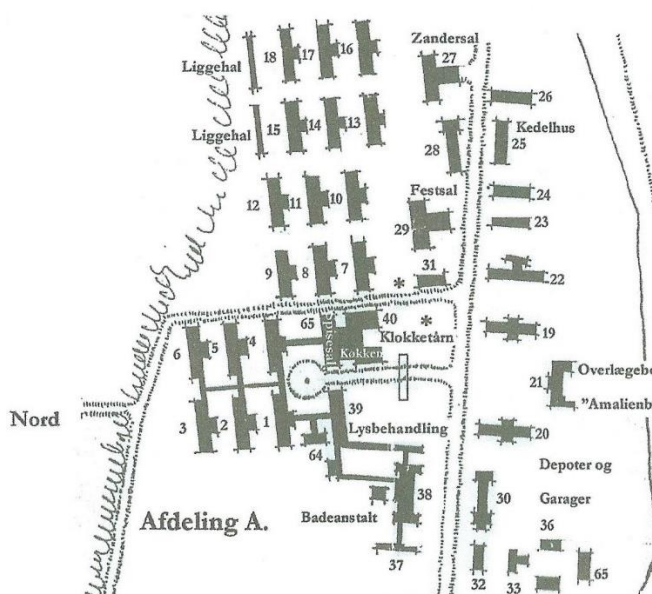 Zandersal
18 17 16
27
Liggehal
26
15 14 13
Kedelhus
Liggehal
28 25
12 11 10
Festsal
24
23
29
9 8 7
31
*
22
65
40
*
Spisesal
6 5 4
Klokketårn
19
Køkken
Overlægebo
21
"Amalienb
Nord
39
3 2 1
Lysbehandling
20
64
Depoter og
38 30
Garager
Afdeling A.
Badeanstalt
36
37
32 33 65